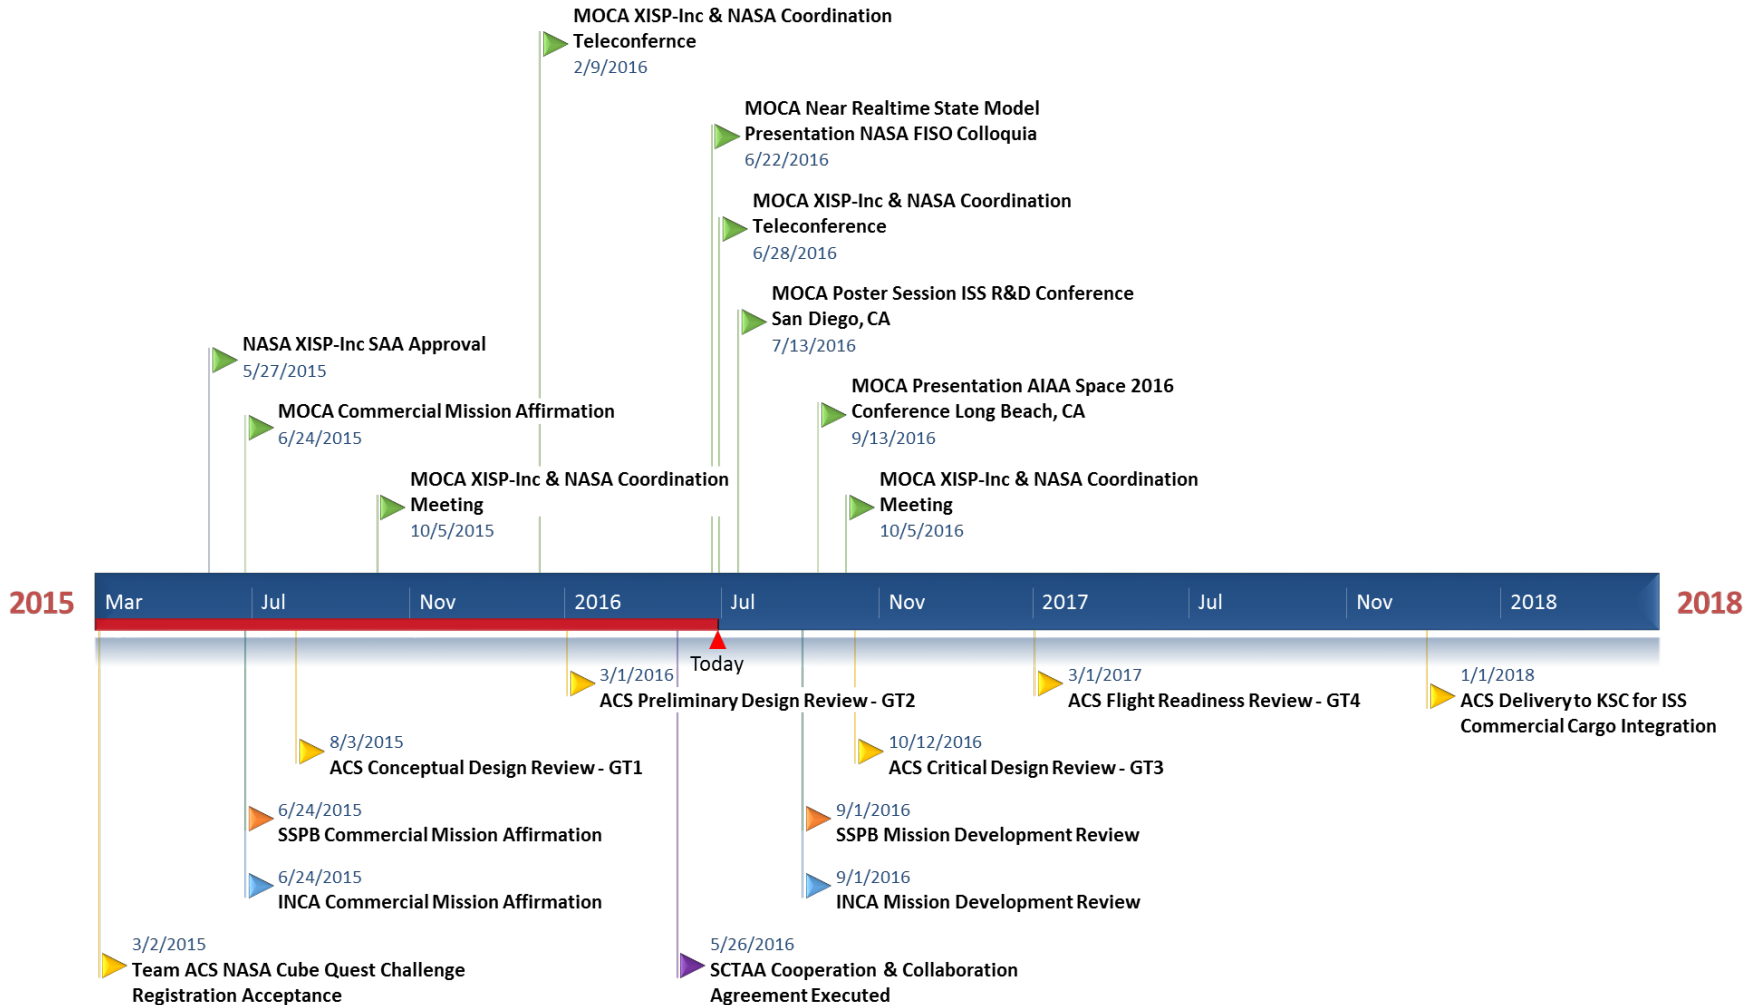 MOCA XISP-Inc & NASA Coordination
Teleconfernce
2/9/2016
MOCA Near Realtime State Model
Presentation NASA FISO Colloquia
6/22/2016
MOCA XISP-Inc & NASA Coordination
Teleconference
6/28/2016
MOCA Poster Session ISS R&D Conference
San Diego, CA
7/13/2016
NASA XISP-Inc SAA Approval
5/27/2015
MOCA Presentation AIAA Space 2016
Conference Long Beach, CA
9/13/2016
MOCA Commercial Mission Affirmation
6/24/2015
MOCA XISP-Inc & NASA Coordination
Meeting
10/5/2015
MOCA XISP-Inc & NASA Coordination
Meeting
10/5/2016
2015 Mar Jul Nov 2016 Jul Nov 2017 Jul Nov 2018 2018
Today
3/1/2016
ACS Preliminary Design Review - GT2
3/1/2017
ACS Flight Readiness Review - GT4
1/1/2018
ACS Delivery to KSC for ISS
Commercial Cargo Integration
8/3/2015
ACS Conceptual Design Review - GT1
10/12/2016
ACS Critical Design Review - GT3
6/24/2015
SSPB Commercial Mission Affirmation
9/1/2016
SSPB Mission Development Review
6/24/2015
INCA Commercial Mission Affirmation
9/1/2016
INCA Mission Development Review
3/2/2015
Team ACS NASA Cube Quest Challenge
Registration Acceptance
5/26/2016
SCTAA Cooperation & Collaboration
Agreement Executed